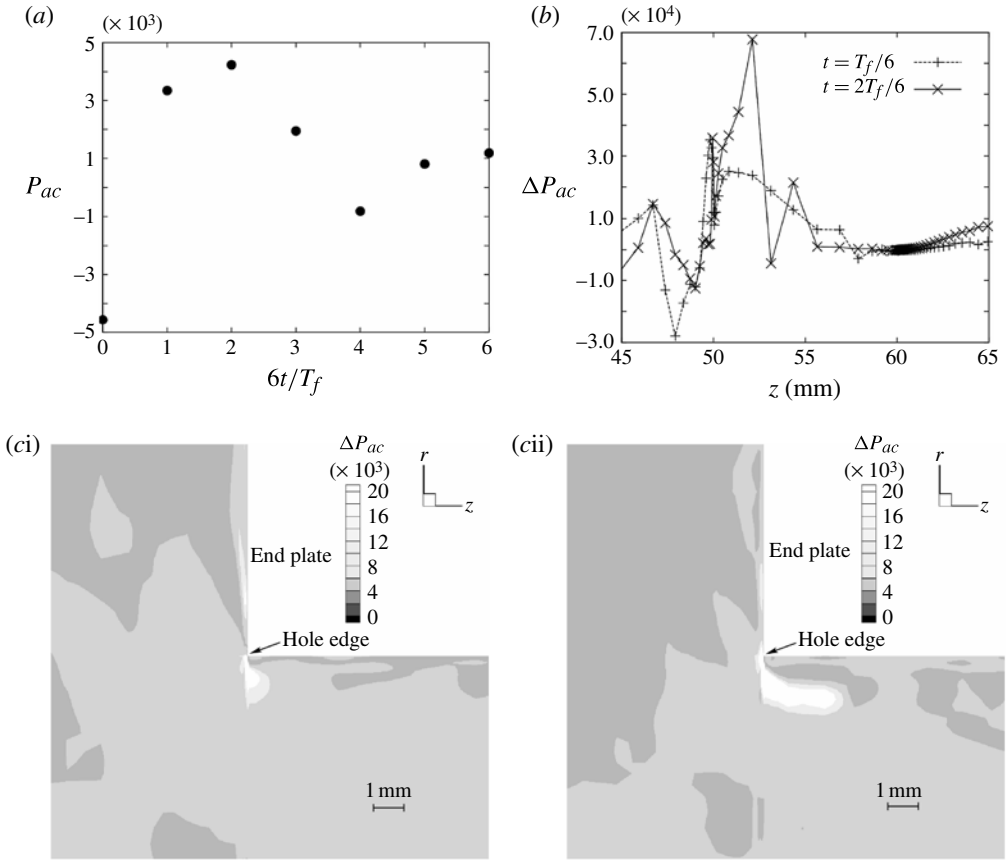 (a)
(× 10³)
5
3
1
−1
−3
−5
P_ac
0 1 2 3 4 5 6
6t/T_f
(b)
(× 10⁴)
7.0
5.0
3.0
1.0
−1.0
−3.0
ΔP_ac
t = T_f/6
t = 2T_f/6
45 50 55 60 65
z (mm)
(ci)
ΔP_ac
(× 10³)
20
16
12
8
4
0
r
z
End plate
Hole edge
1 mm
(cii)
ΔP_ac
(× 10³)
20
16
12
8
4
0
r
z
End plate
Hole edge
1 mm